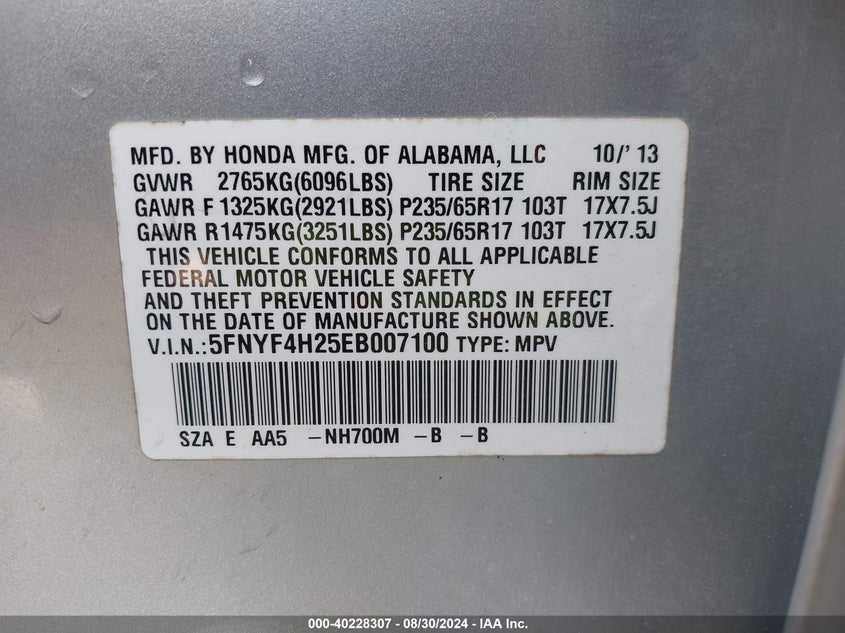 MFD. BY HONDA MFG. OF ALABAMA, LLC 10/' 13
GVWR 2765KG(6096LBS) TIRE SIZE RIM SIZE
GAWR F 1325KG(2921LBS) P235/65R17 103T 17X7.5J
GAWR R1475KG(3251LBS) P235/65R17 103T 17X7.5J
THIS VEHICLE CONFORMS TO ALL APPLICABLE
FEDERAL MOTOR VEHICLE SAFETY
AND THEFT PREVENTION STANDARDS IN EFFECT
ON THE DATE OF MANUFACTURE SHOWN ABOVE.
V.I.N.:5FNYF4H25EB007100 TYPE: MPV
SZA E AA5 -NH700M -B -B
000-40228307 - 08/30/2024 - IAA Inc.